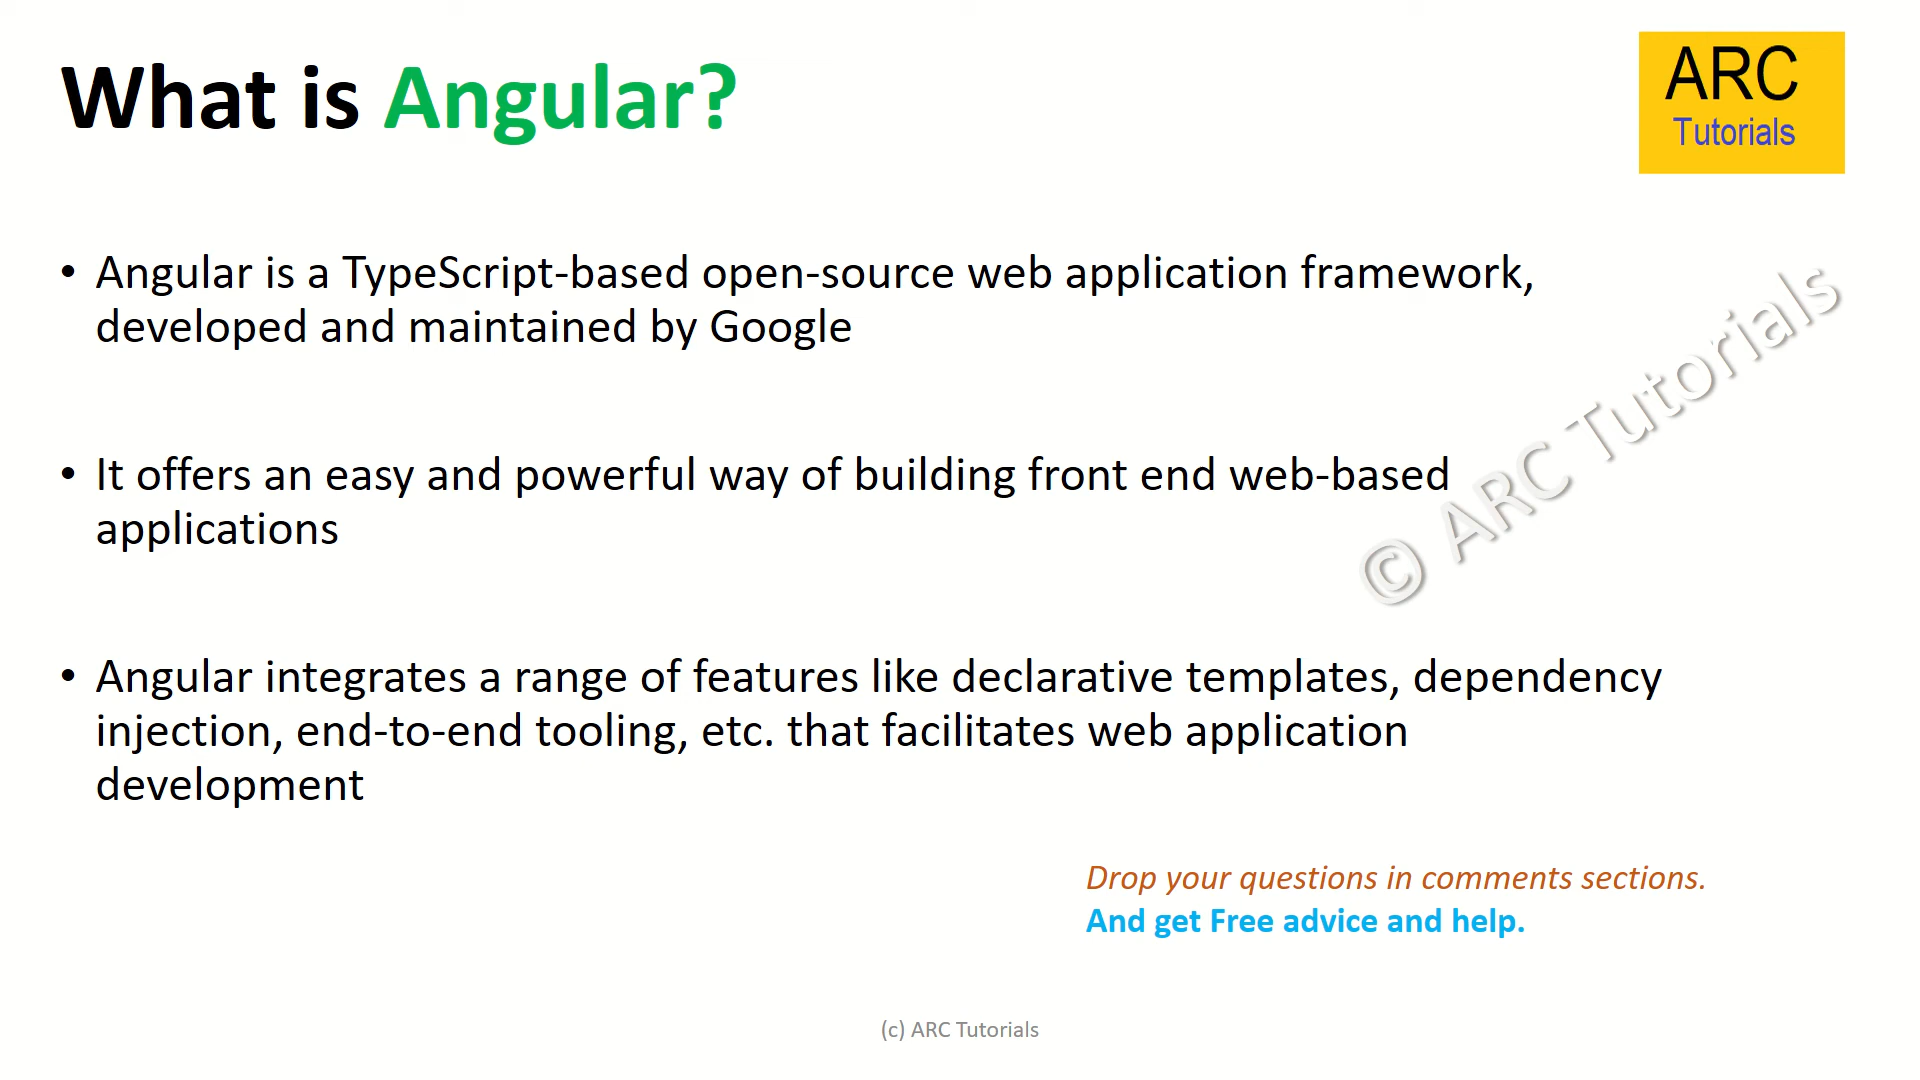 What is Angular?
ARC
Tutorials
• Angular is a TypeScript-based open-source web application framework,
developed and maintained by Google
• It offers an easy and powerful way of building front end web-based
applications
© ARC Tutorials
• Angular integrates a range of features like declarative templates, dependency
injection, end-to-end tooling, etc. that facilitates web application
development
Drop your questions in comments sections.
And get Free advice and help.
(c) ARC Tutorials